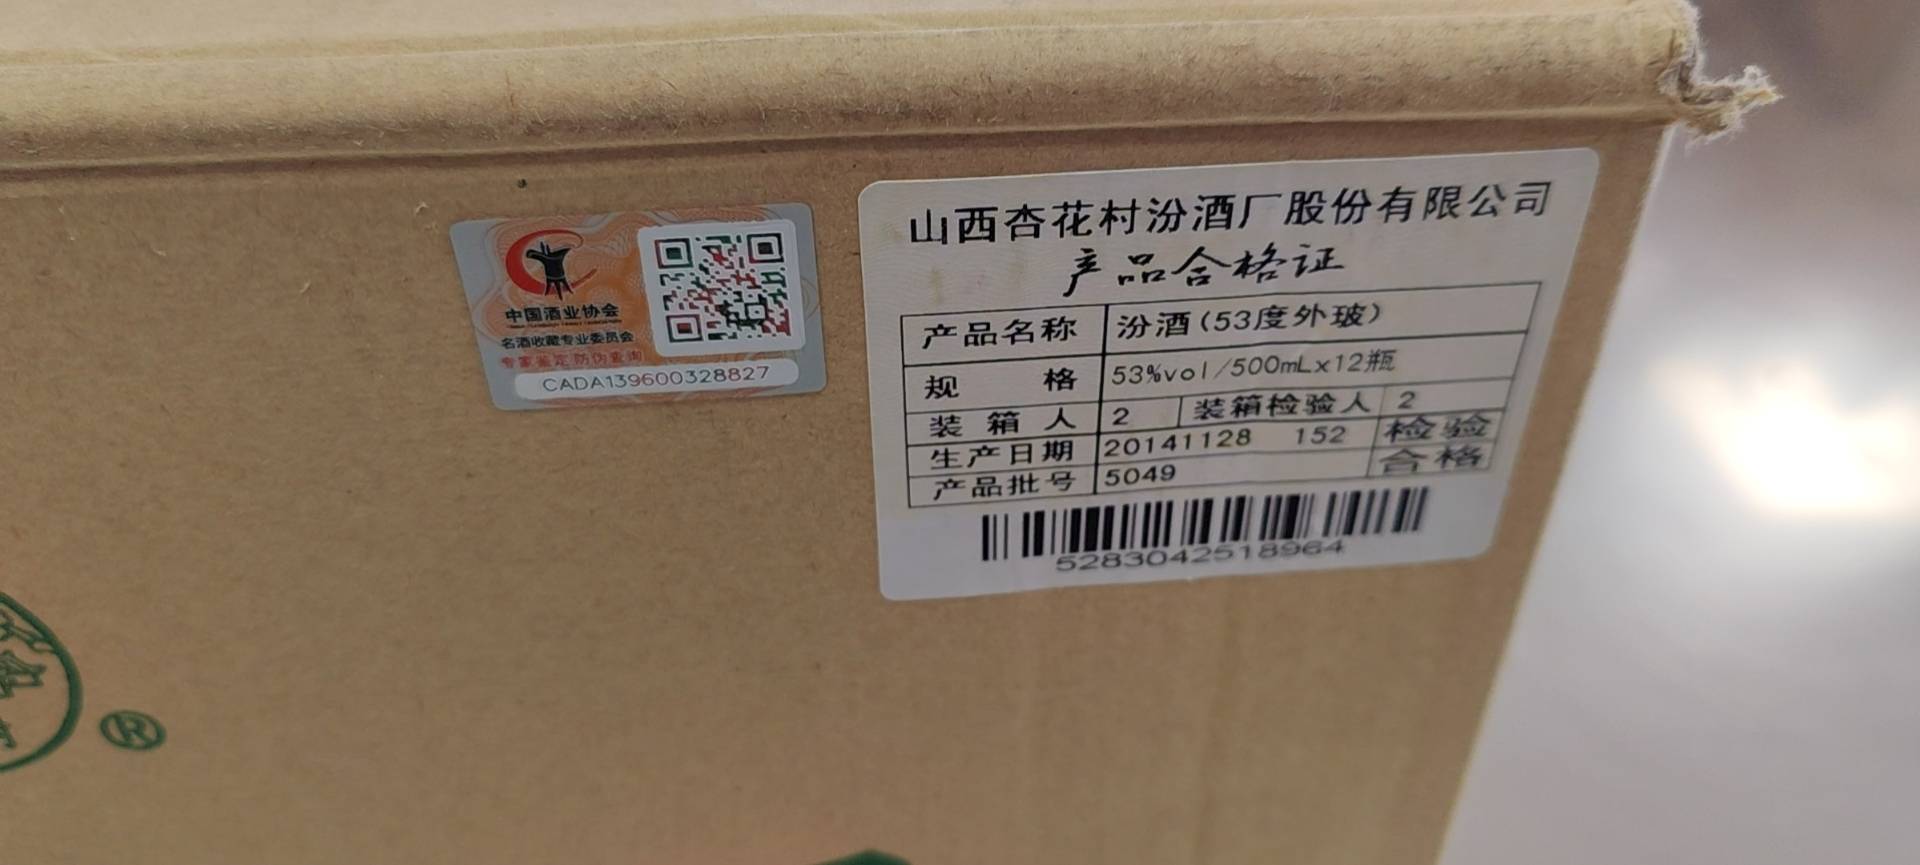 中国酒业协会
名酒收藏专业委员会
专家鉴定 防伪查询
CADA139600328827
山西杏花村汾酒厂股份有限公司
产品合格证
产品名称 汾酒(53度外玻)
规格 53%vol/500mLx12瓶
装箱人 2 装箱检验人 2
生产日期 20141128 152 检验
产品批号 5049 合格
5283042518964
®